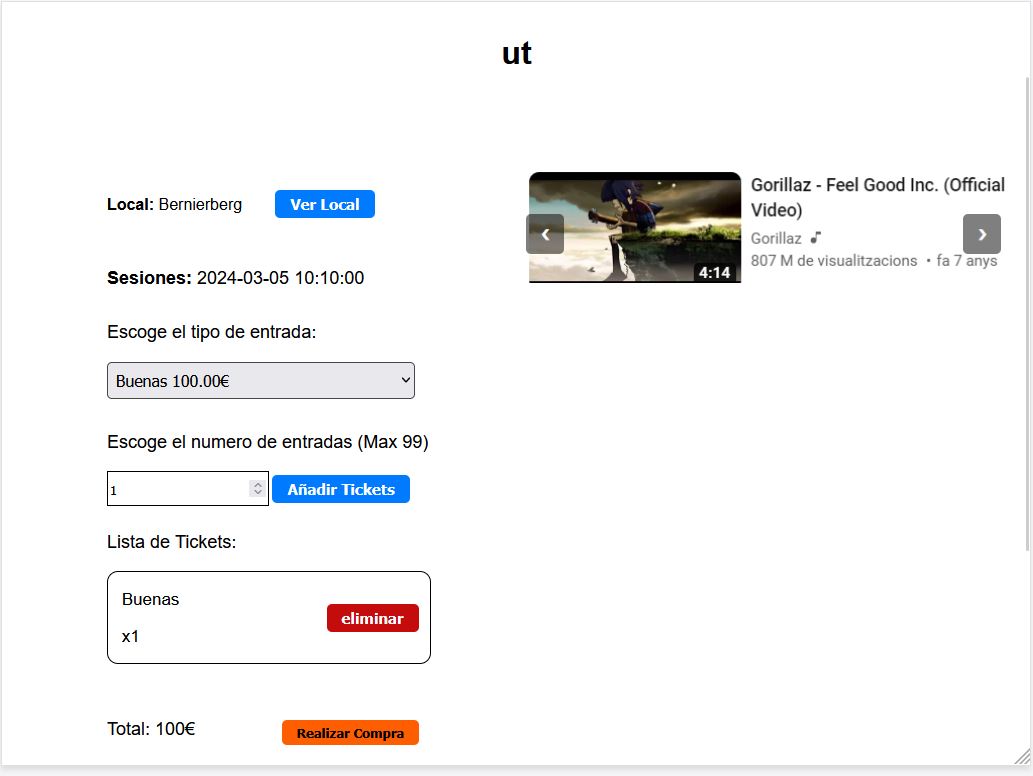 ut
Local: Bernierberg
Ver Local
Sesiones: 2024-03-05 10:10:00
Escoge el tipo de entrada:
Buenas 100.00€
Escoge el numero de entradas (Max 99)
1
Añadir Tickets
Lista de Tickets:
Buenas
x1
eliminar
Total: 100€
Realizar Compra
‹
4:14
Gorillaz - Feel Good Inc. (Official
Video)
Gorillaz
807 M de visualitzacions • fa 7 anys
›